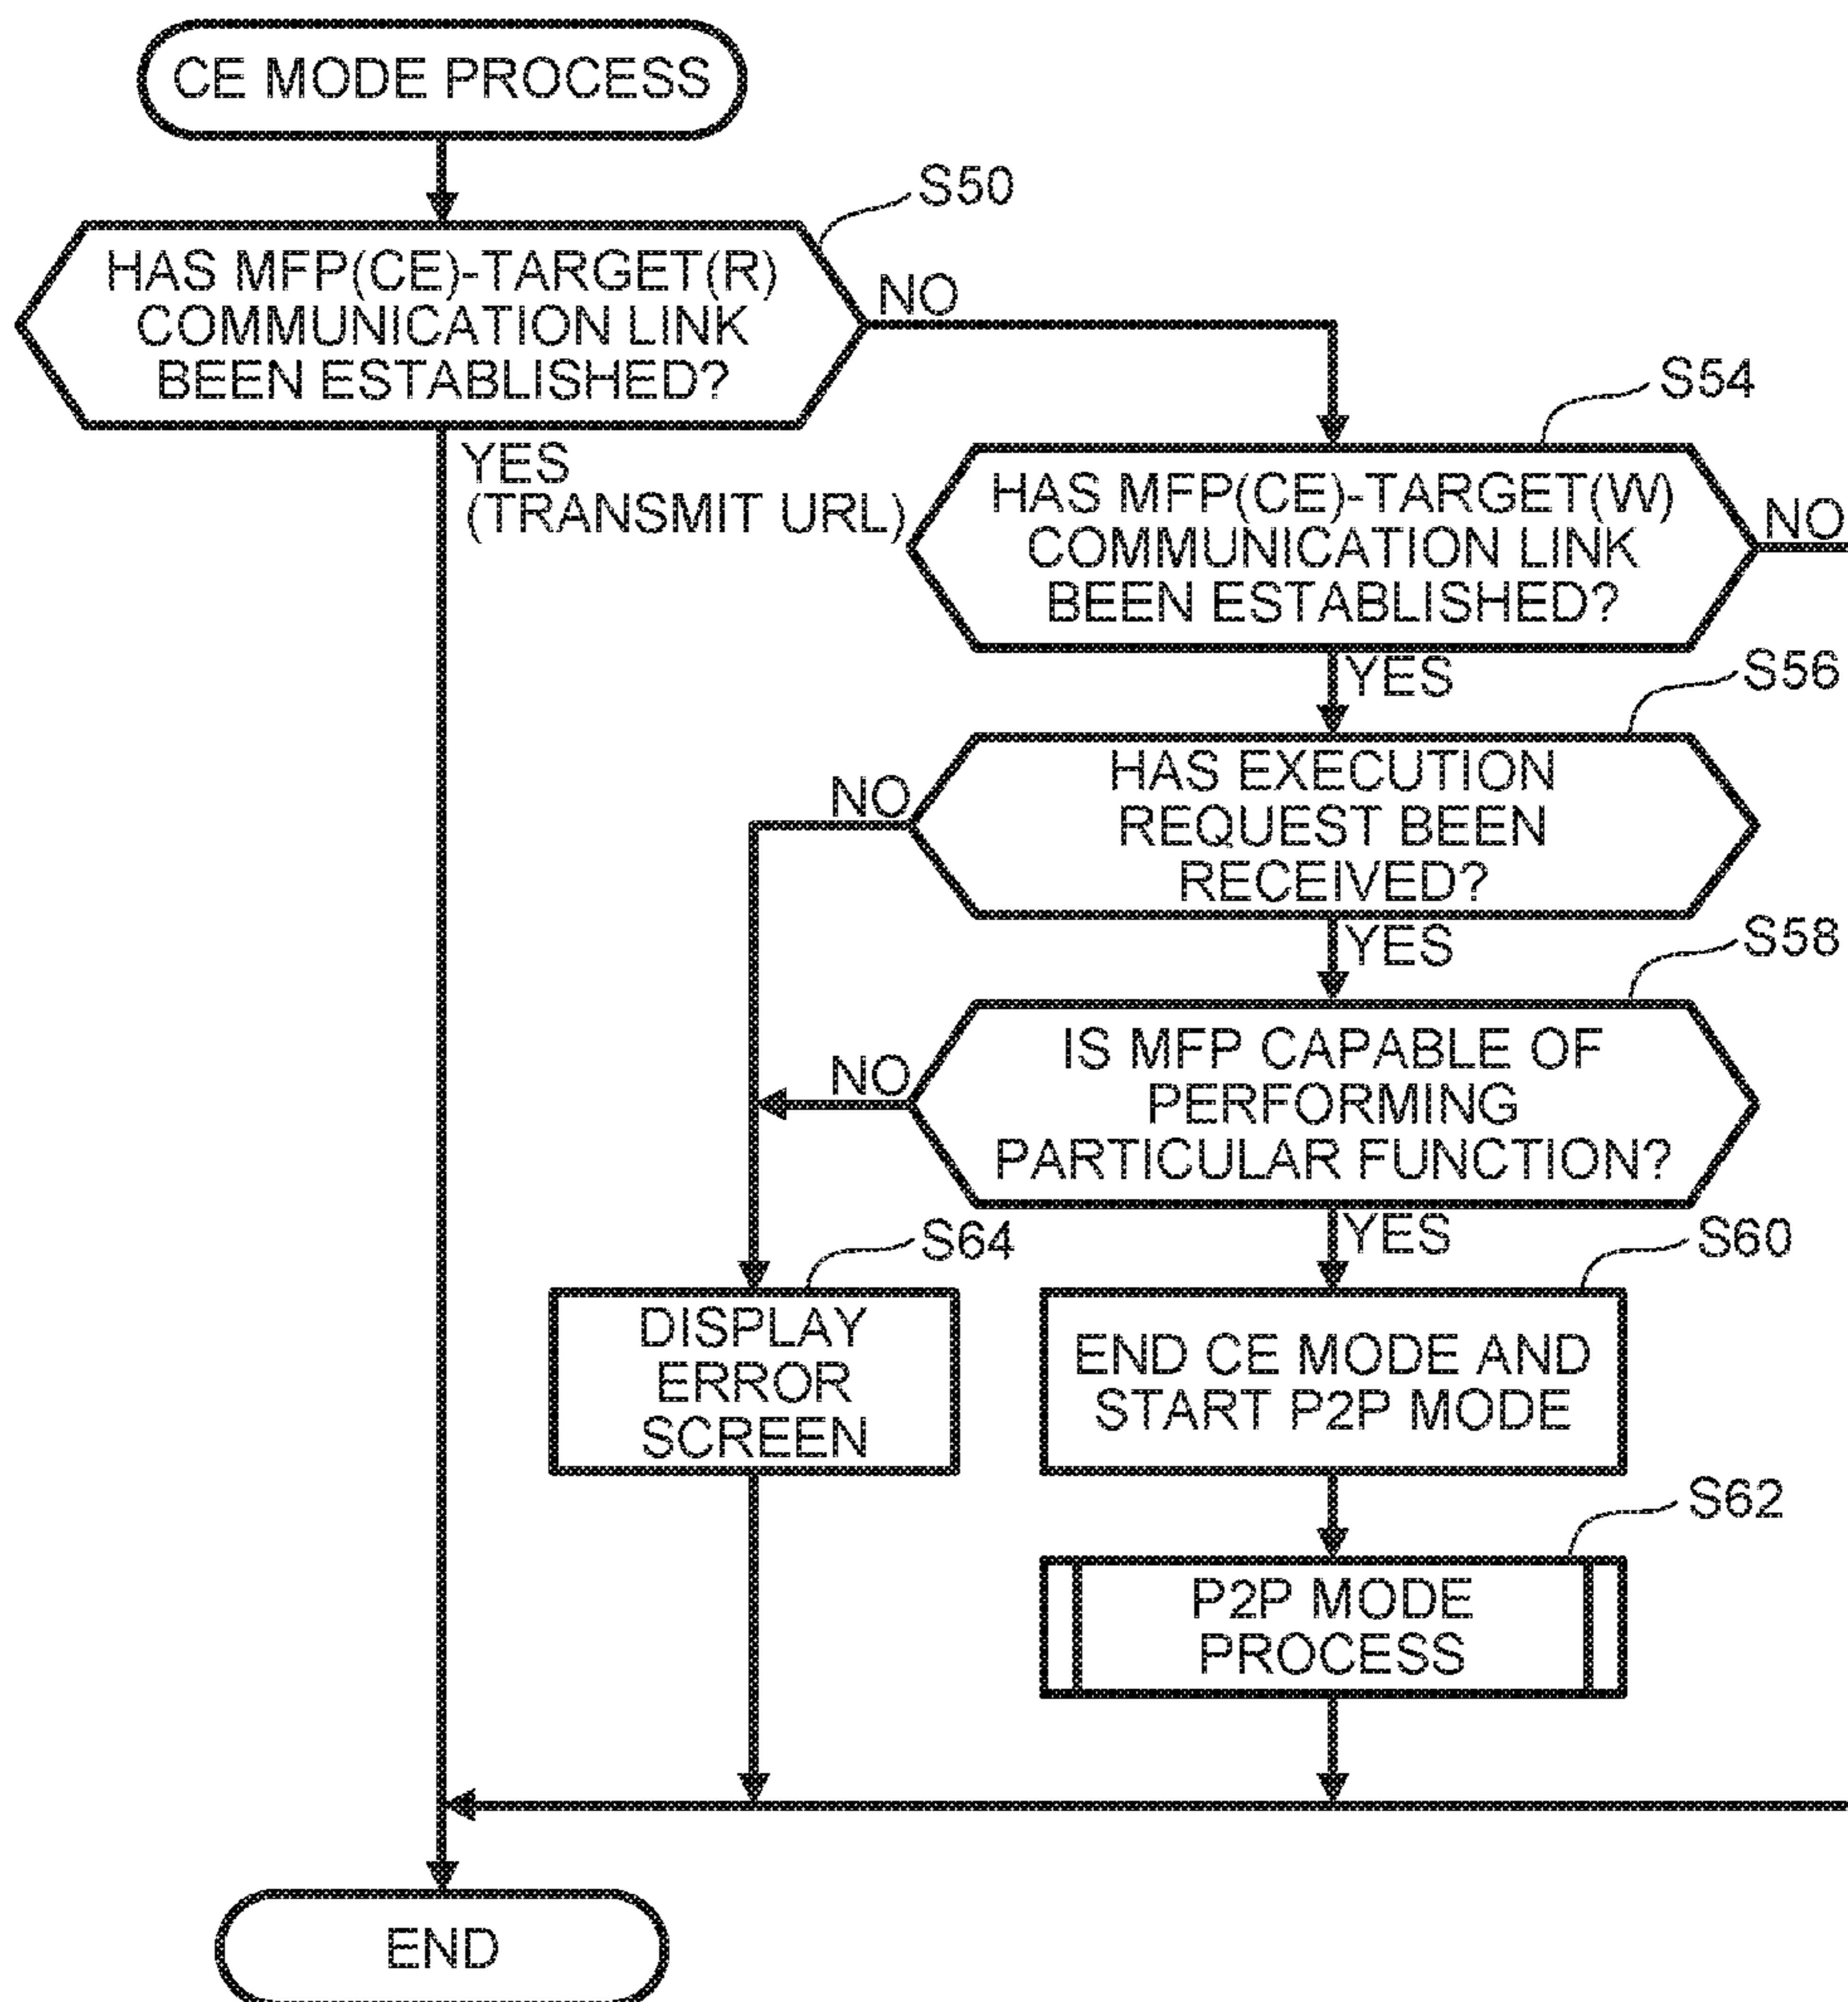 CE MODE PROCESS
S50
HAS MFP(CE)-TARGET(R)
COMMUNICATION LINK
BEEN ESTABLISHED?
NO
YES
(TRANSMIT URL)
S54
HAS MFP(CE)-TARGET(W)
COMMUNICATION LINK
BEEN ESTABLISHED?
NO
YES
S56
HAS EXECUTION
REQUEST BEEN
RECEIVED?
NO
YES
S58
IS MFP CAPABLE OF
PERFORMING
PARTICULAR FUNCTION?
NO
YES
S64
DISPLAY
ERROR
SCREEN
S60
END CE MODE AND
START P2P MODE
S62
P2P MODE
PROCESS
END